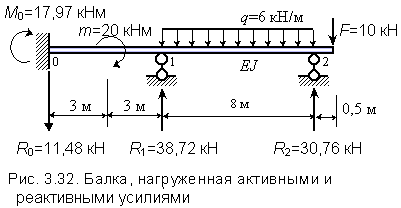 M₀=17,97 кНм
m=20 кНм
q=6 кН/м
F=10 кН
0
1
2
EJ
3 м
3 м
8 м
0,5 м
R₀=11,48 кН
R₁=38,72 кН
R₂=30,76 кН
Рис. 3.32. Балка, нагруженная активными и
реактивными усилиями